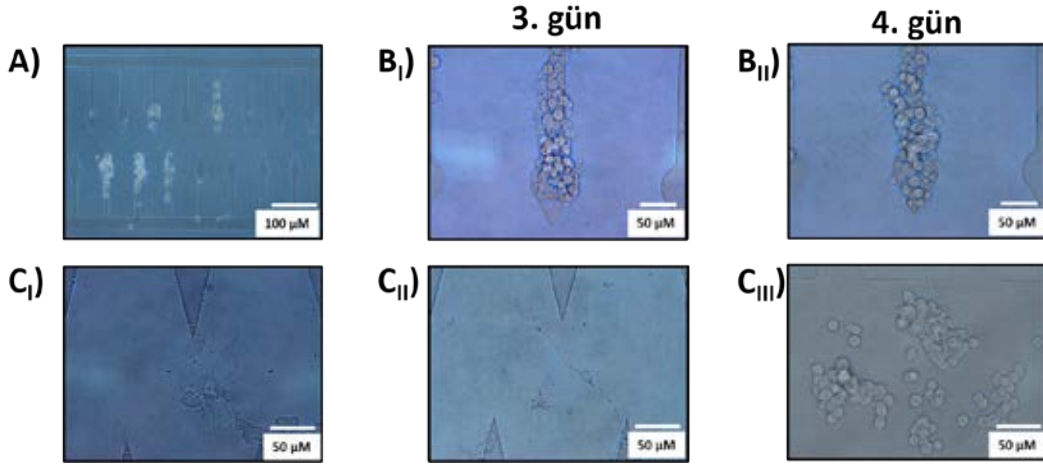 3. gün
4. gün
A)
100 µM
B_I)
50 µM
B_II)
50 µM
C_I)
50 µM
C_II)
50 µM
C_III)
50 µM